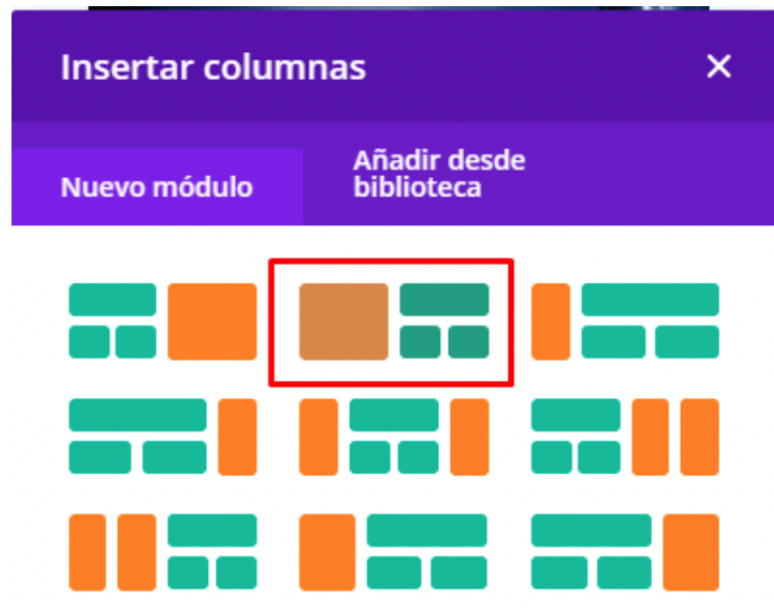 Insertar columnas
Nuevo módulo
Añadir desde
biblioteca